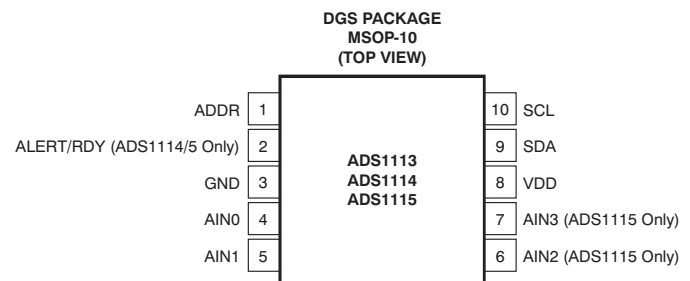 DGS PACKAGE
MSOP-10
(TOP VIEW)
ADDR 1 10 SCL
ALERT/RDY (ADS1114/5 Only) 2 9 SDA
ADS1113
GND 3 ADS1114 8 VDD
ADS1115
AIN0 4 7 AIN3 (ADS1115 Only)
AIN1 5 6 AIN2 (ADS1115 Only)